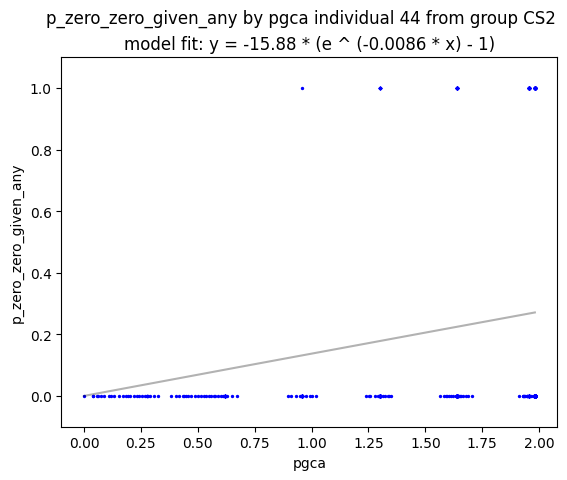 p_zero_zero_given_any by pgca individual 44 from group CS2
model fit: y = -15.88 * (e ^ (-0.0086 * x) - 1)
1.0
0.8
0.6
0.4
0.2
0.0
p_zero_zero_given_any
0.00 0.25 0.50 0.75 1.00 1.25 1.50 1.75 2.00
pgca